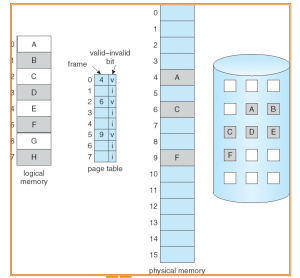 0 A
1 B
2 C
3 D
4 E
5 F
6 G
7 H
logical
memory
valid–invalid
bit
frame
0 4 v
1 i
2 6 v
3 i
4 i
5 9 v
6 i
7 i
page table
0
1
2
3
4 A
5
6 C
7
8
9 F
10
11
12
13
14
15
physical memory
A B
C D E
F